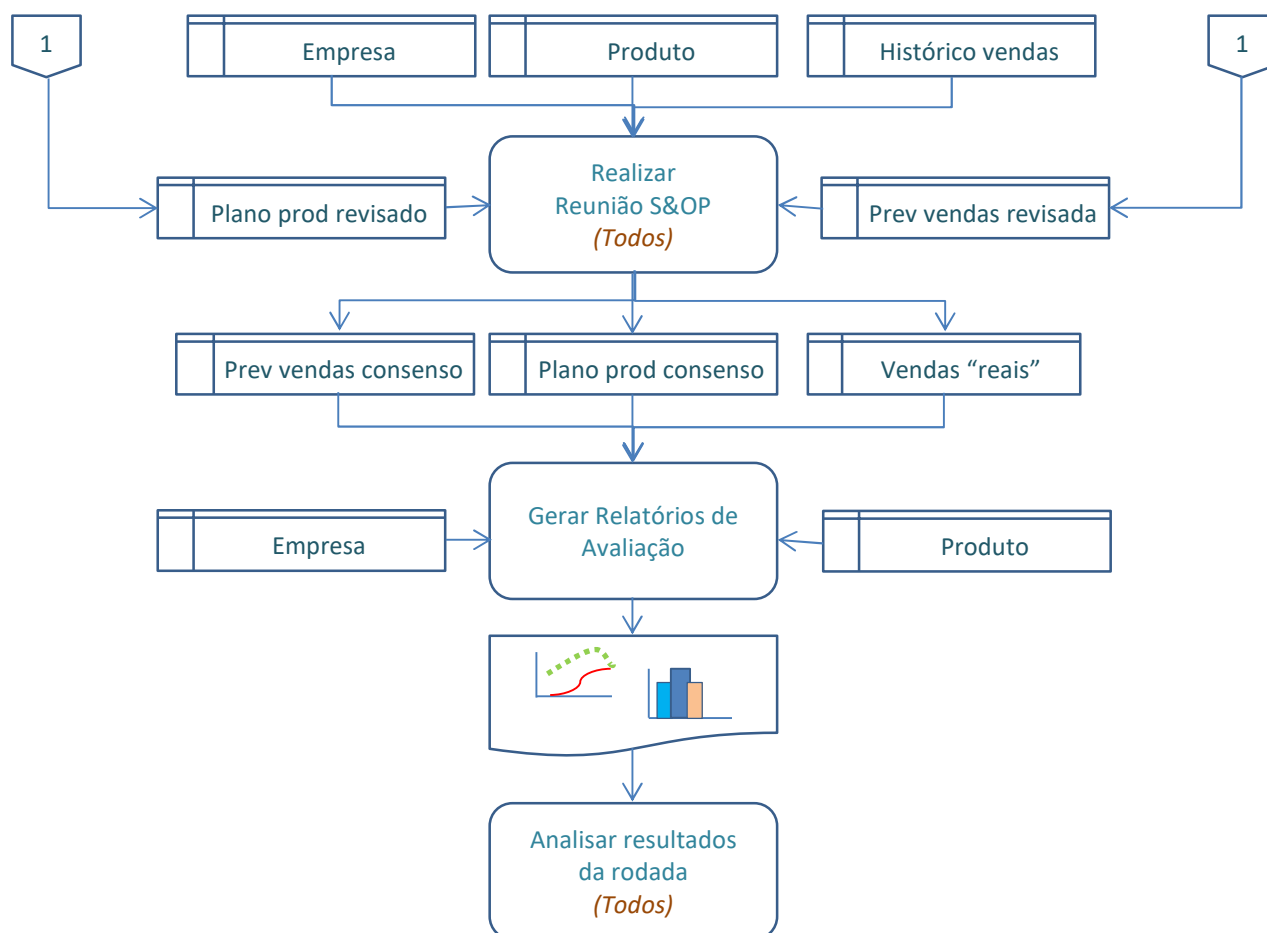 1
Empresa
Produto
Histórico vendas
1
Realizar
Reunião S&OP
(Todos)
Plano prod revisado
Prev vendas revisada
Prev vendas consenso
Plano prod consenso
Vendas “reais”
Gerar Relatórios de
Avaliação
Empresa
Produto
Analisar resultados
da rodada
(Todos)